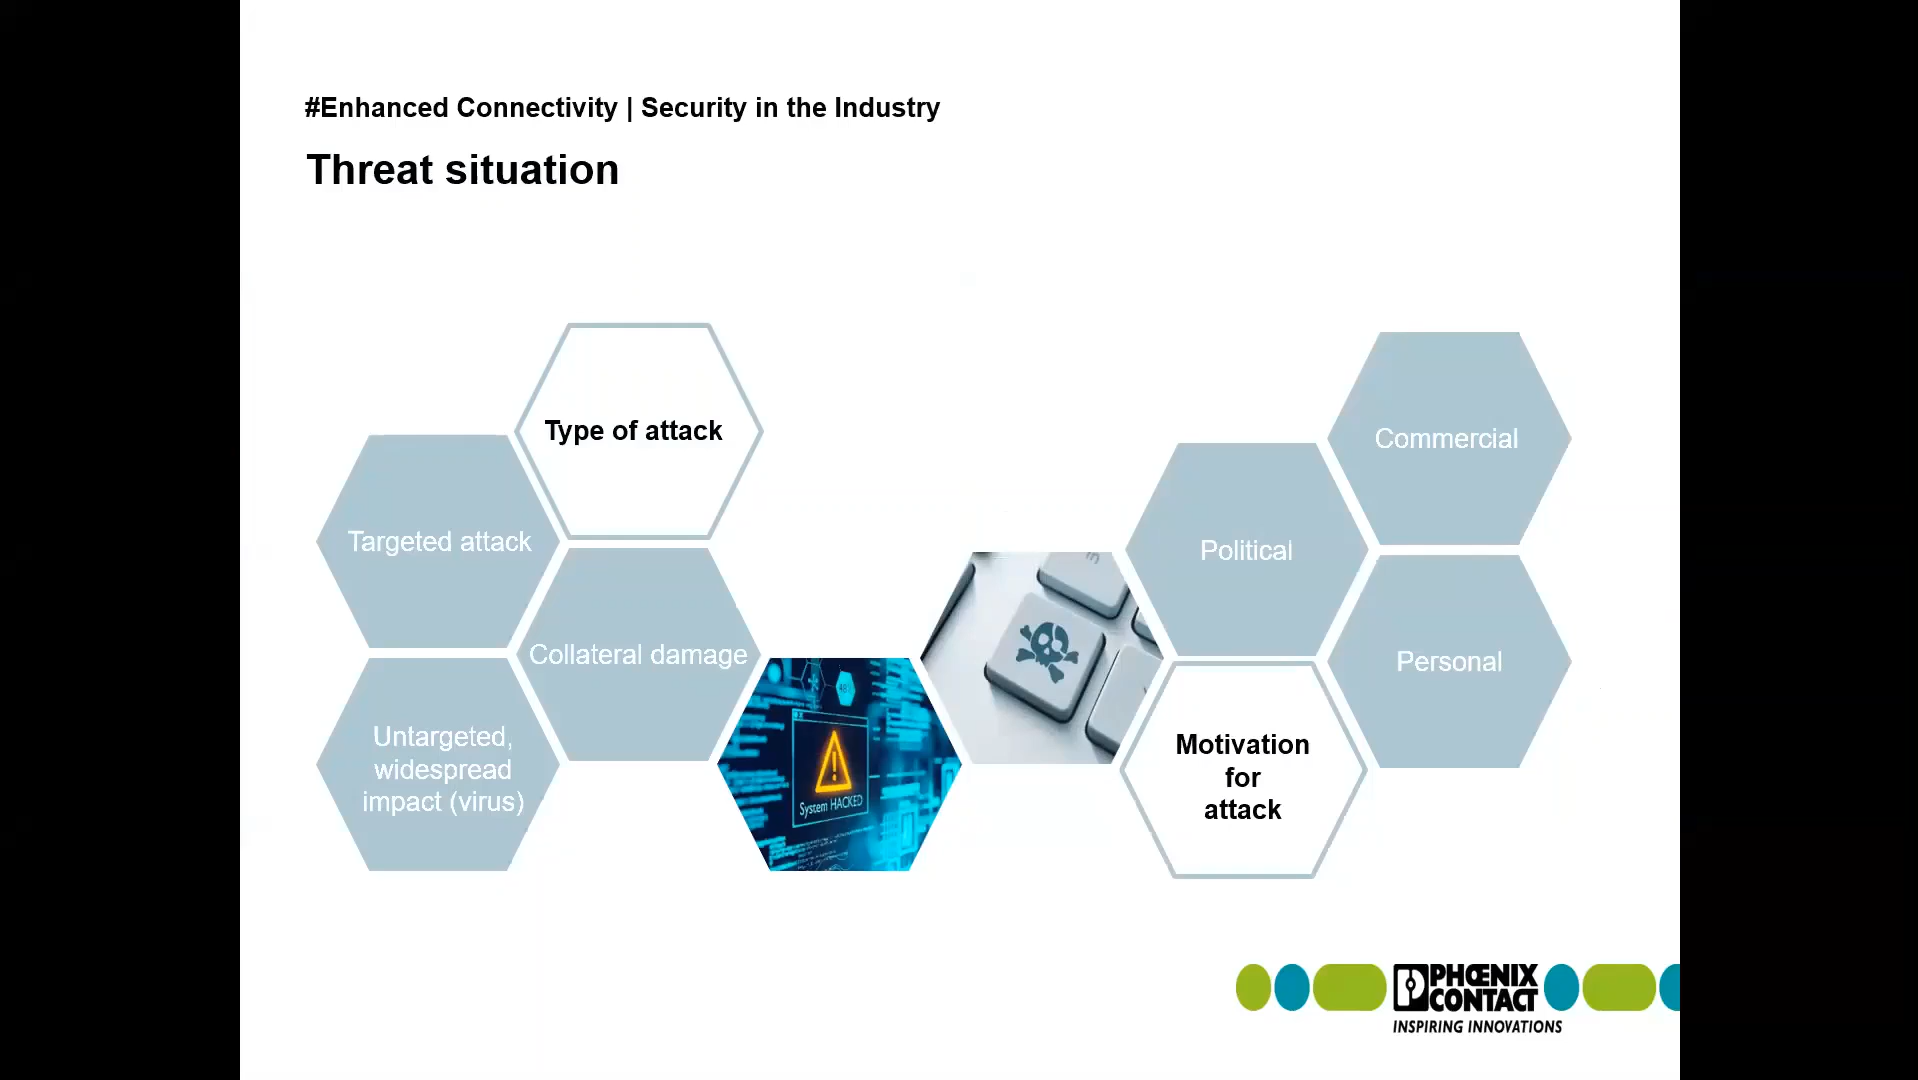 #Enhanced Connectivity | Security in the Industry
Threat situation
Type of attack
Targeted attack
Collateral damage
Untargeted,
widespread
impact (virus)
System HACKED
Commercial
Political
Personal
Motivation
for
attack
PHŒNIX
CONTACT
INSPIRING INNOVATIONS